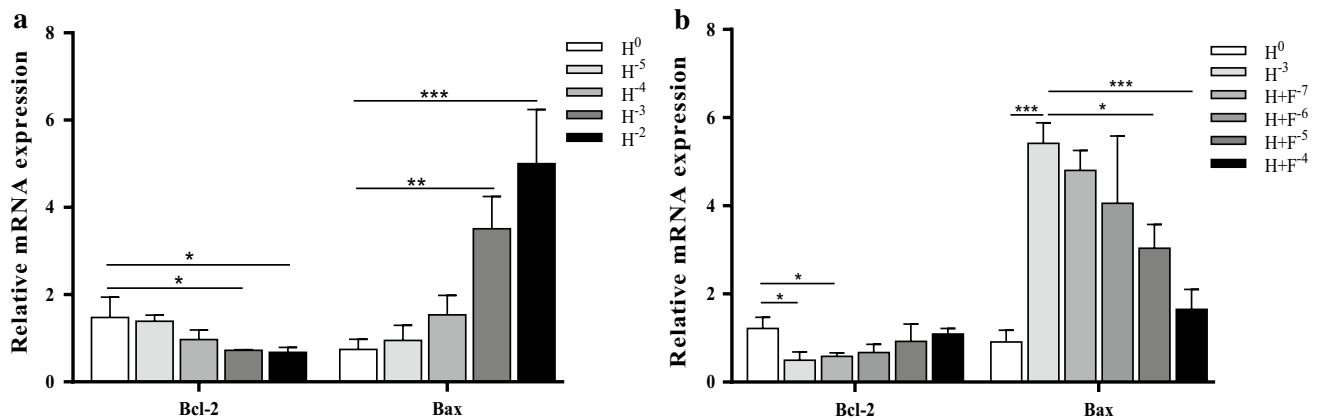 a
Relative mRNA expression
8
6
4
2
0
***
**
*
*
Bcl-2
Bax
H⁰
H⁻⁵
H⁻⁴
H⁻³
H⁻²
b
Relative mRNA expression
8
6
4
2
0
***
***
*
*
*
Bcl-2
Bax
H⁰
H⁻³
H+F⁻⁷
H+F⁻⁶
H+F⁻⁵
H+F⁻⁴